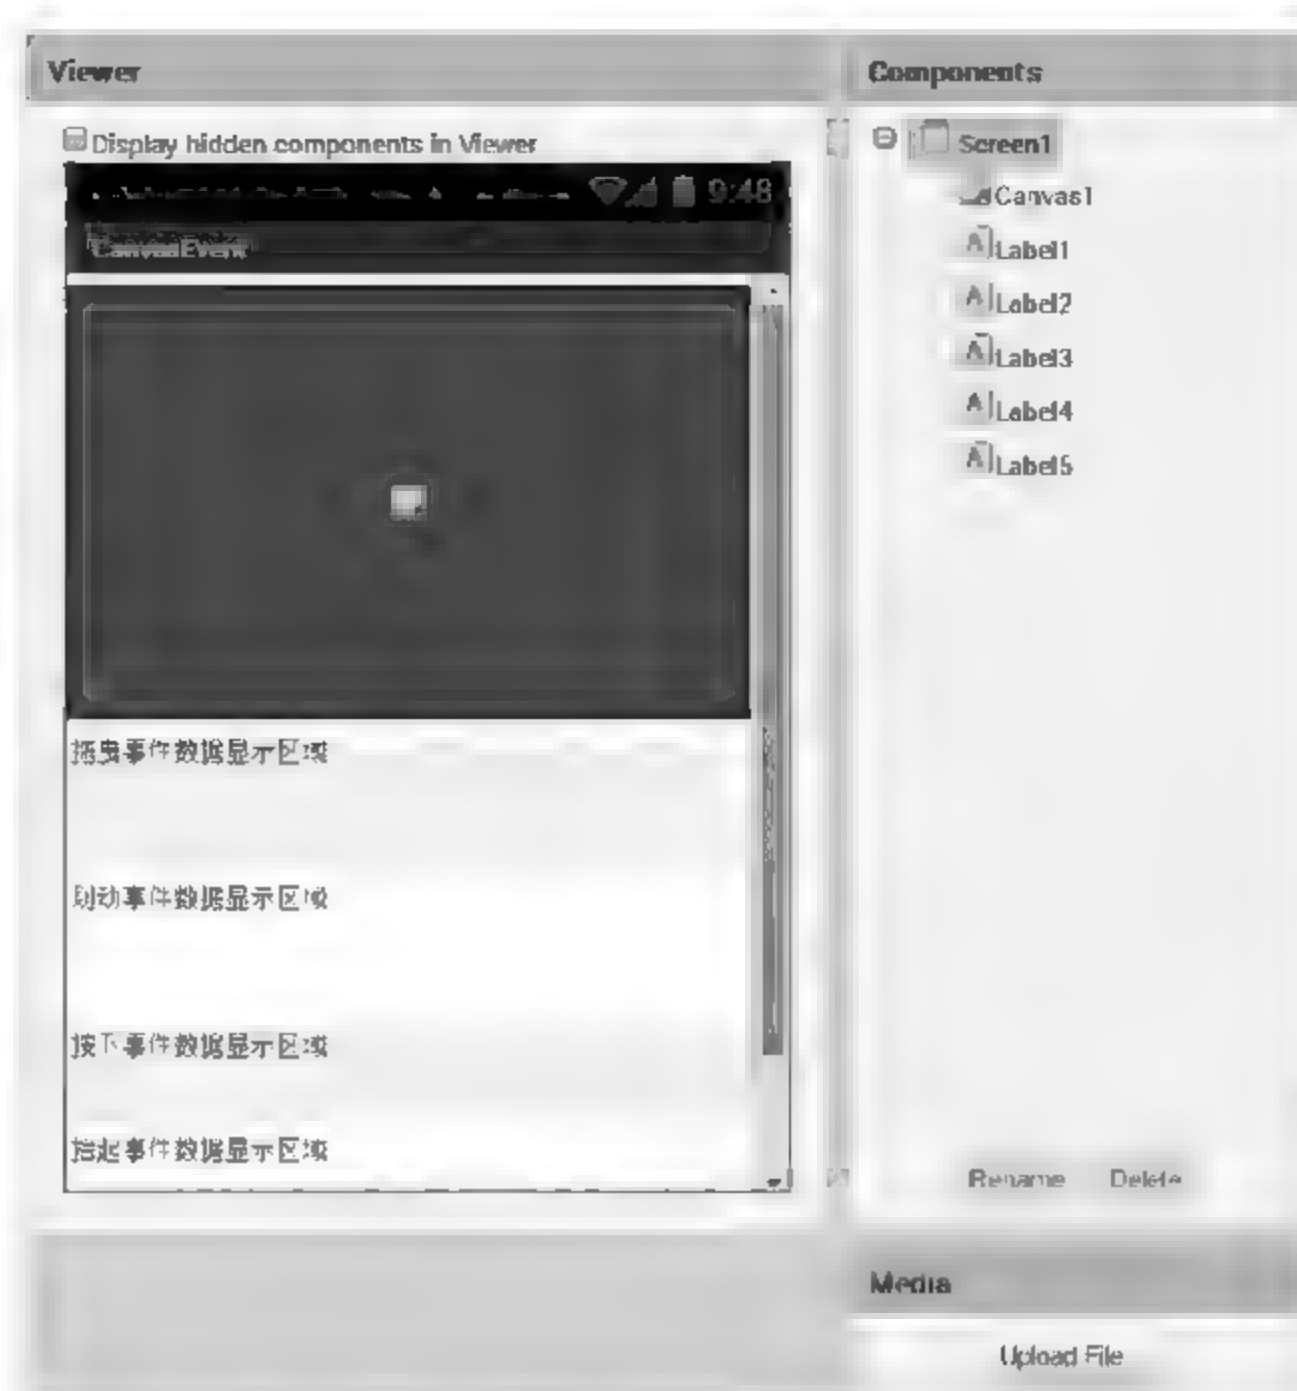 Viewer
Display hidden components in Viewer
9:48
CanvasEvent
拖曳事件数据显示区域
划动事件数据显示区域
按下事件数据显示区域
抬起事件数据显示区域
Components
Screen1
Canvas1
Label1
Label2
Label3
Label4
Label5
Rename Delete
Media
Upload File